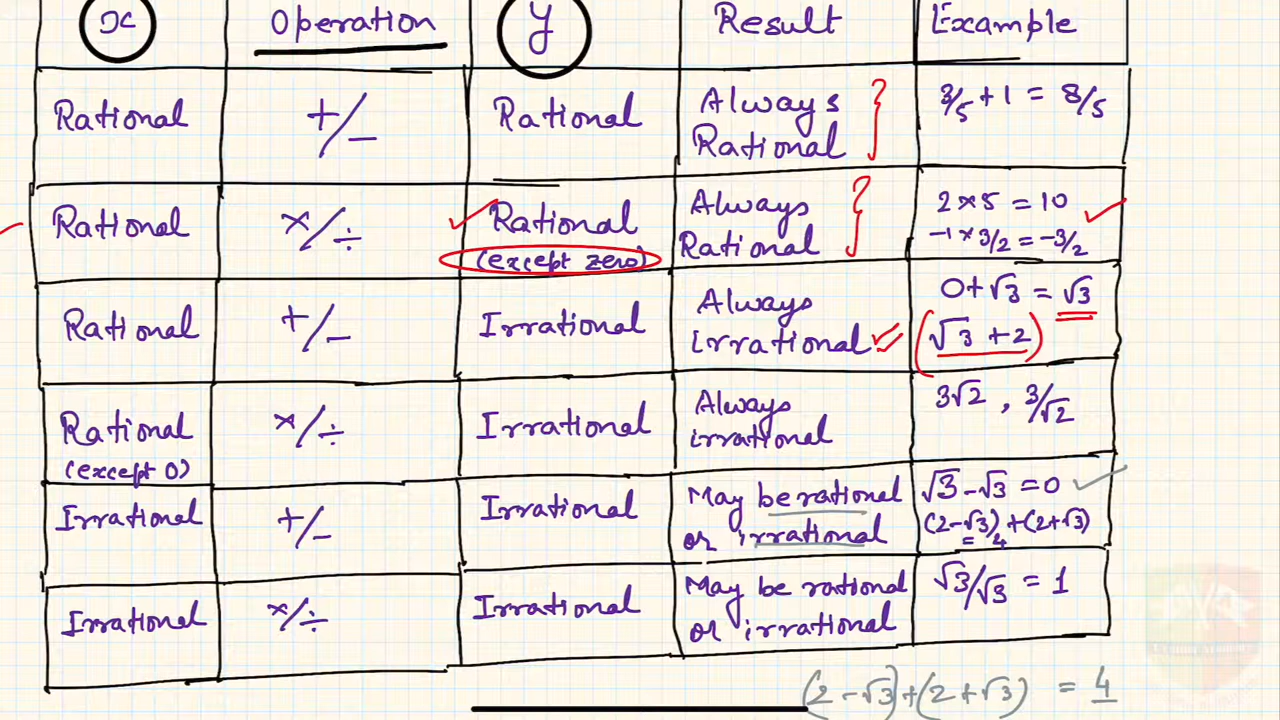 x Operation y Result Example
Rational +/− Rational Always Rational 3/5 + 1 = 8/5
Rational ×/÷ Rational (except zero) Always Rational 2 × 5 = 10
−1 × 3/2 = −3/2
Rational +/− Irrational Always irrational 0 + √3 = √3
(√3 + 2)
Rational (except 0) ×/÷ Irrational Always irrational 3√2 , 3/√2
Irrational +/− Irrational May be rational or irrational √3 − √3 = 0
(2 − √3) + (2 + √3)
= 4
Irrational ×/÷ Irrational May be rational or irrational √3/√3 = 1
(2 − √3) + (2 + √3) = 4